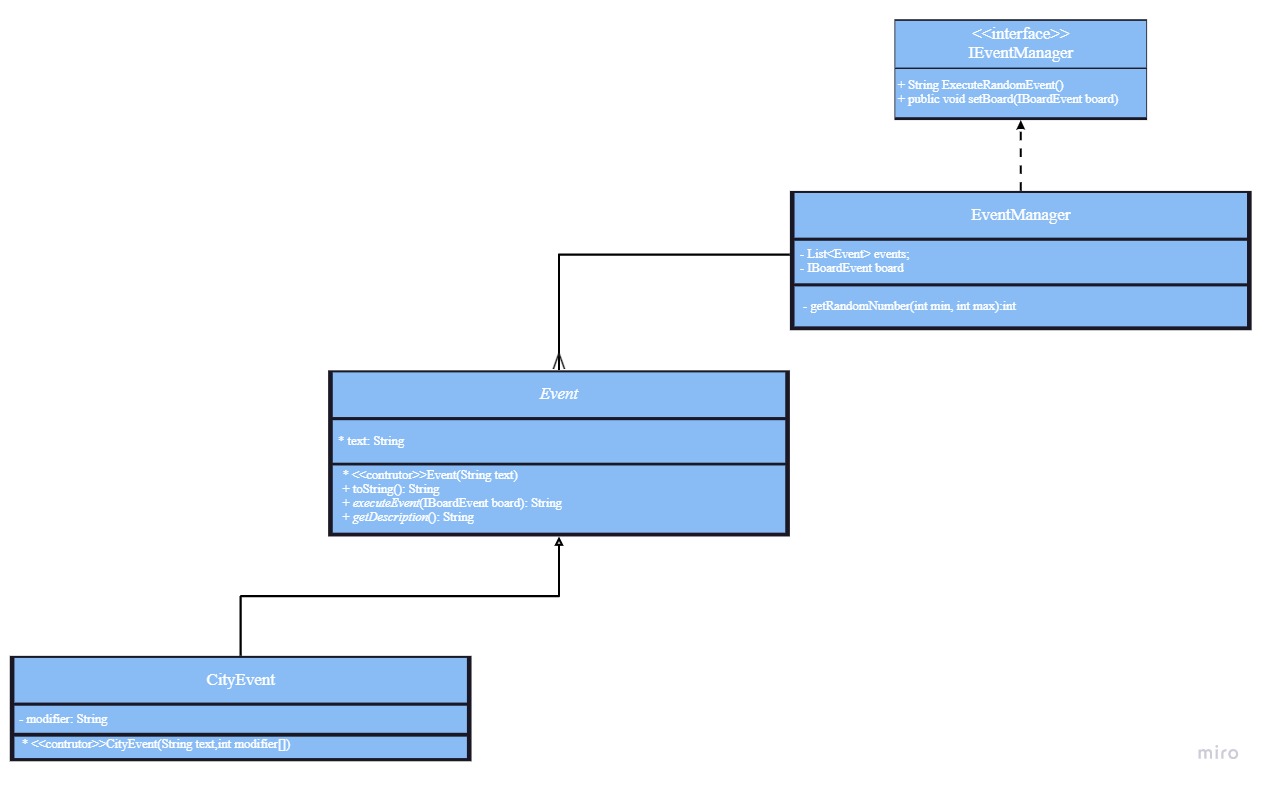 <<interface>>
IEventManager
+ String ExecuteRandomEvent()
+ public void setBoard(IBoardEvent board)
EventManager
- List<Event> events;
- IBoardEvent board
- getRandomNumber(int min, int max):int
Event
* text: String
* <<contrutor>>Event(String text)
+ toString(): String
+ executeEvent(IBoardEvent board): String
+ getDescription(): String
CityEvent
- modifier: String
* <<contrutor>>CityEvent(String text,int modifier[])
miro